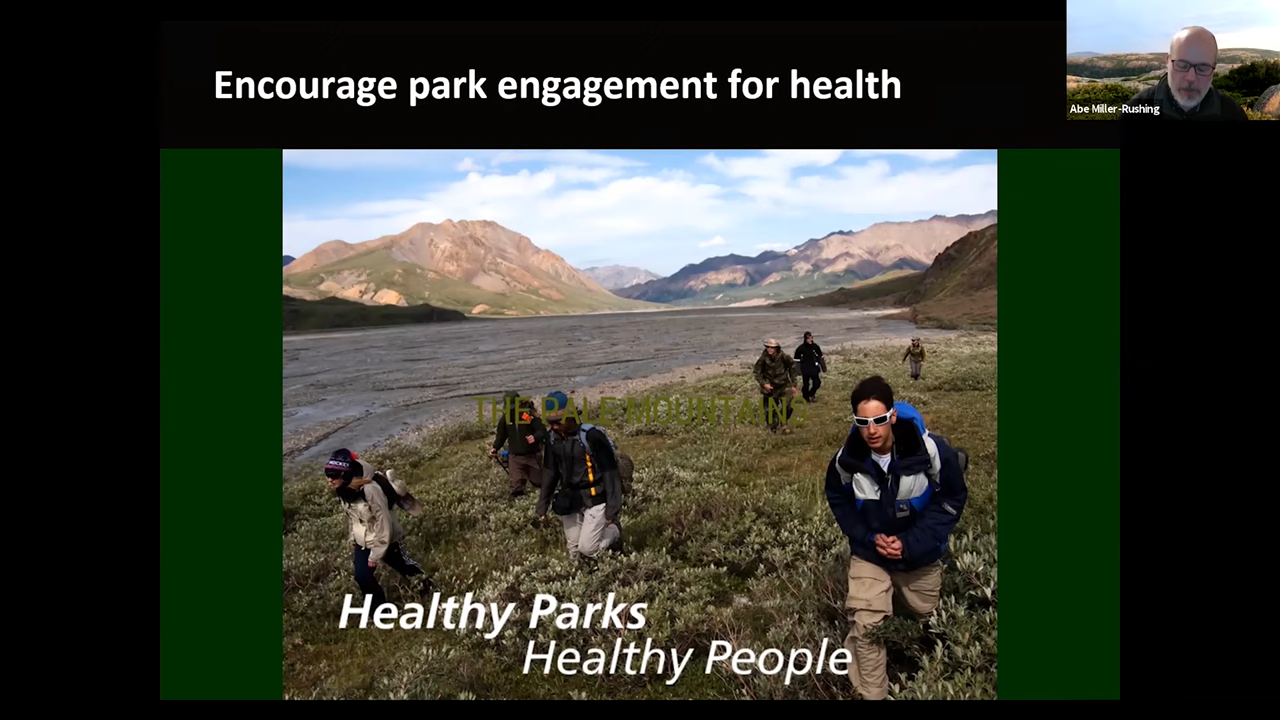 Encourage park engagement for health
Abe Miller-Rushing
THE PALE MOUNTAINS
Healthy Parks
Healthy People